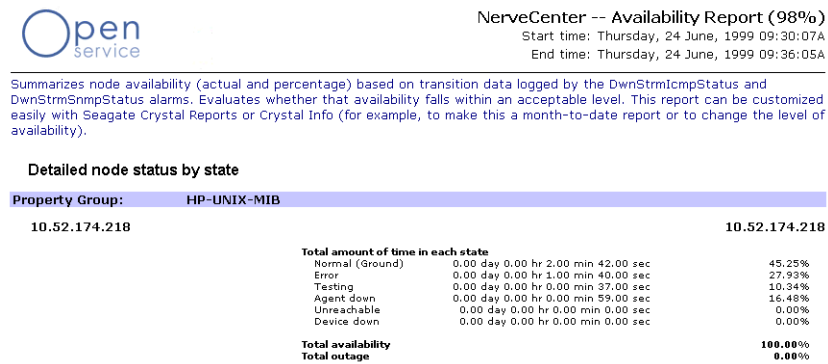 Open
service
NerveCenter -- Availability Report (98%)
Start time: Thursday, 24 June, 1999 09:30:07A
End time: Thursday, 24 June, 1999 09:36:05A
Summarizes node availability (actual and percentage) based on transition data logged by the DwnStrmIcmpStatus and
DwnStrmSnmpStatus alarms. Evaluates whether that availability falls within an acceptable level. This report can be customized
easily with Seagate Crystal Reports or Crystal Info (for example, to make this a month-to-date report or to change the level of
availability).
Detailed node status by state
Property Group: HP-UNIX-MIB
10.52.174.218 10.52.174.218
Total amount of time in each state
Normal (Ground) 0.00 day 0.00 hr 2.00 min 42.00 sec 45.25%
Error 0.00 day 0.00 hr 1.00 min 40.00 sec 27.93%
Testing 0.00 day 0.00 hr 0.00 min 37.00 sec 10.34%
Agent down 0.00 day 0.00 hr 0.00 min 59.00 sec 16.48%
Unreachable 0.00 day 0.00 hr 0.00 min 0.00 sec 0.00%
Device down 0.00 day 0.00 hr 0.00 min 0.00 sec 0.00%
Total availability 100.00%
Total outage 0.00%